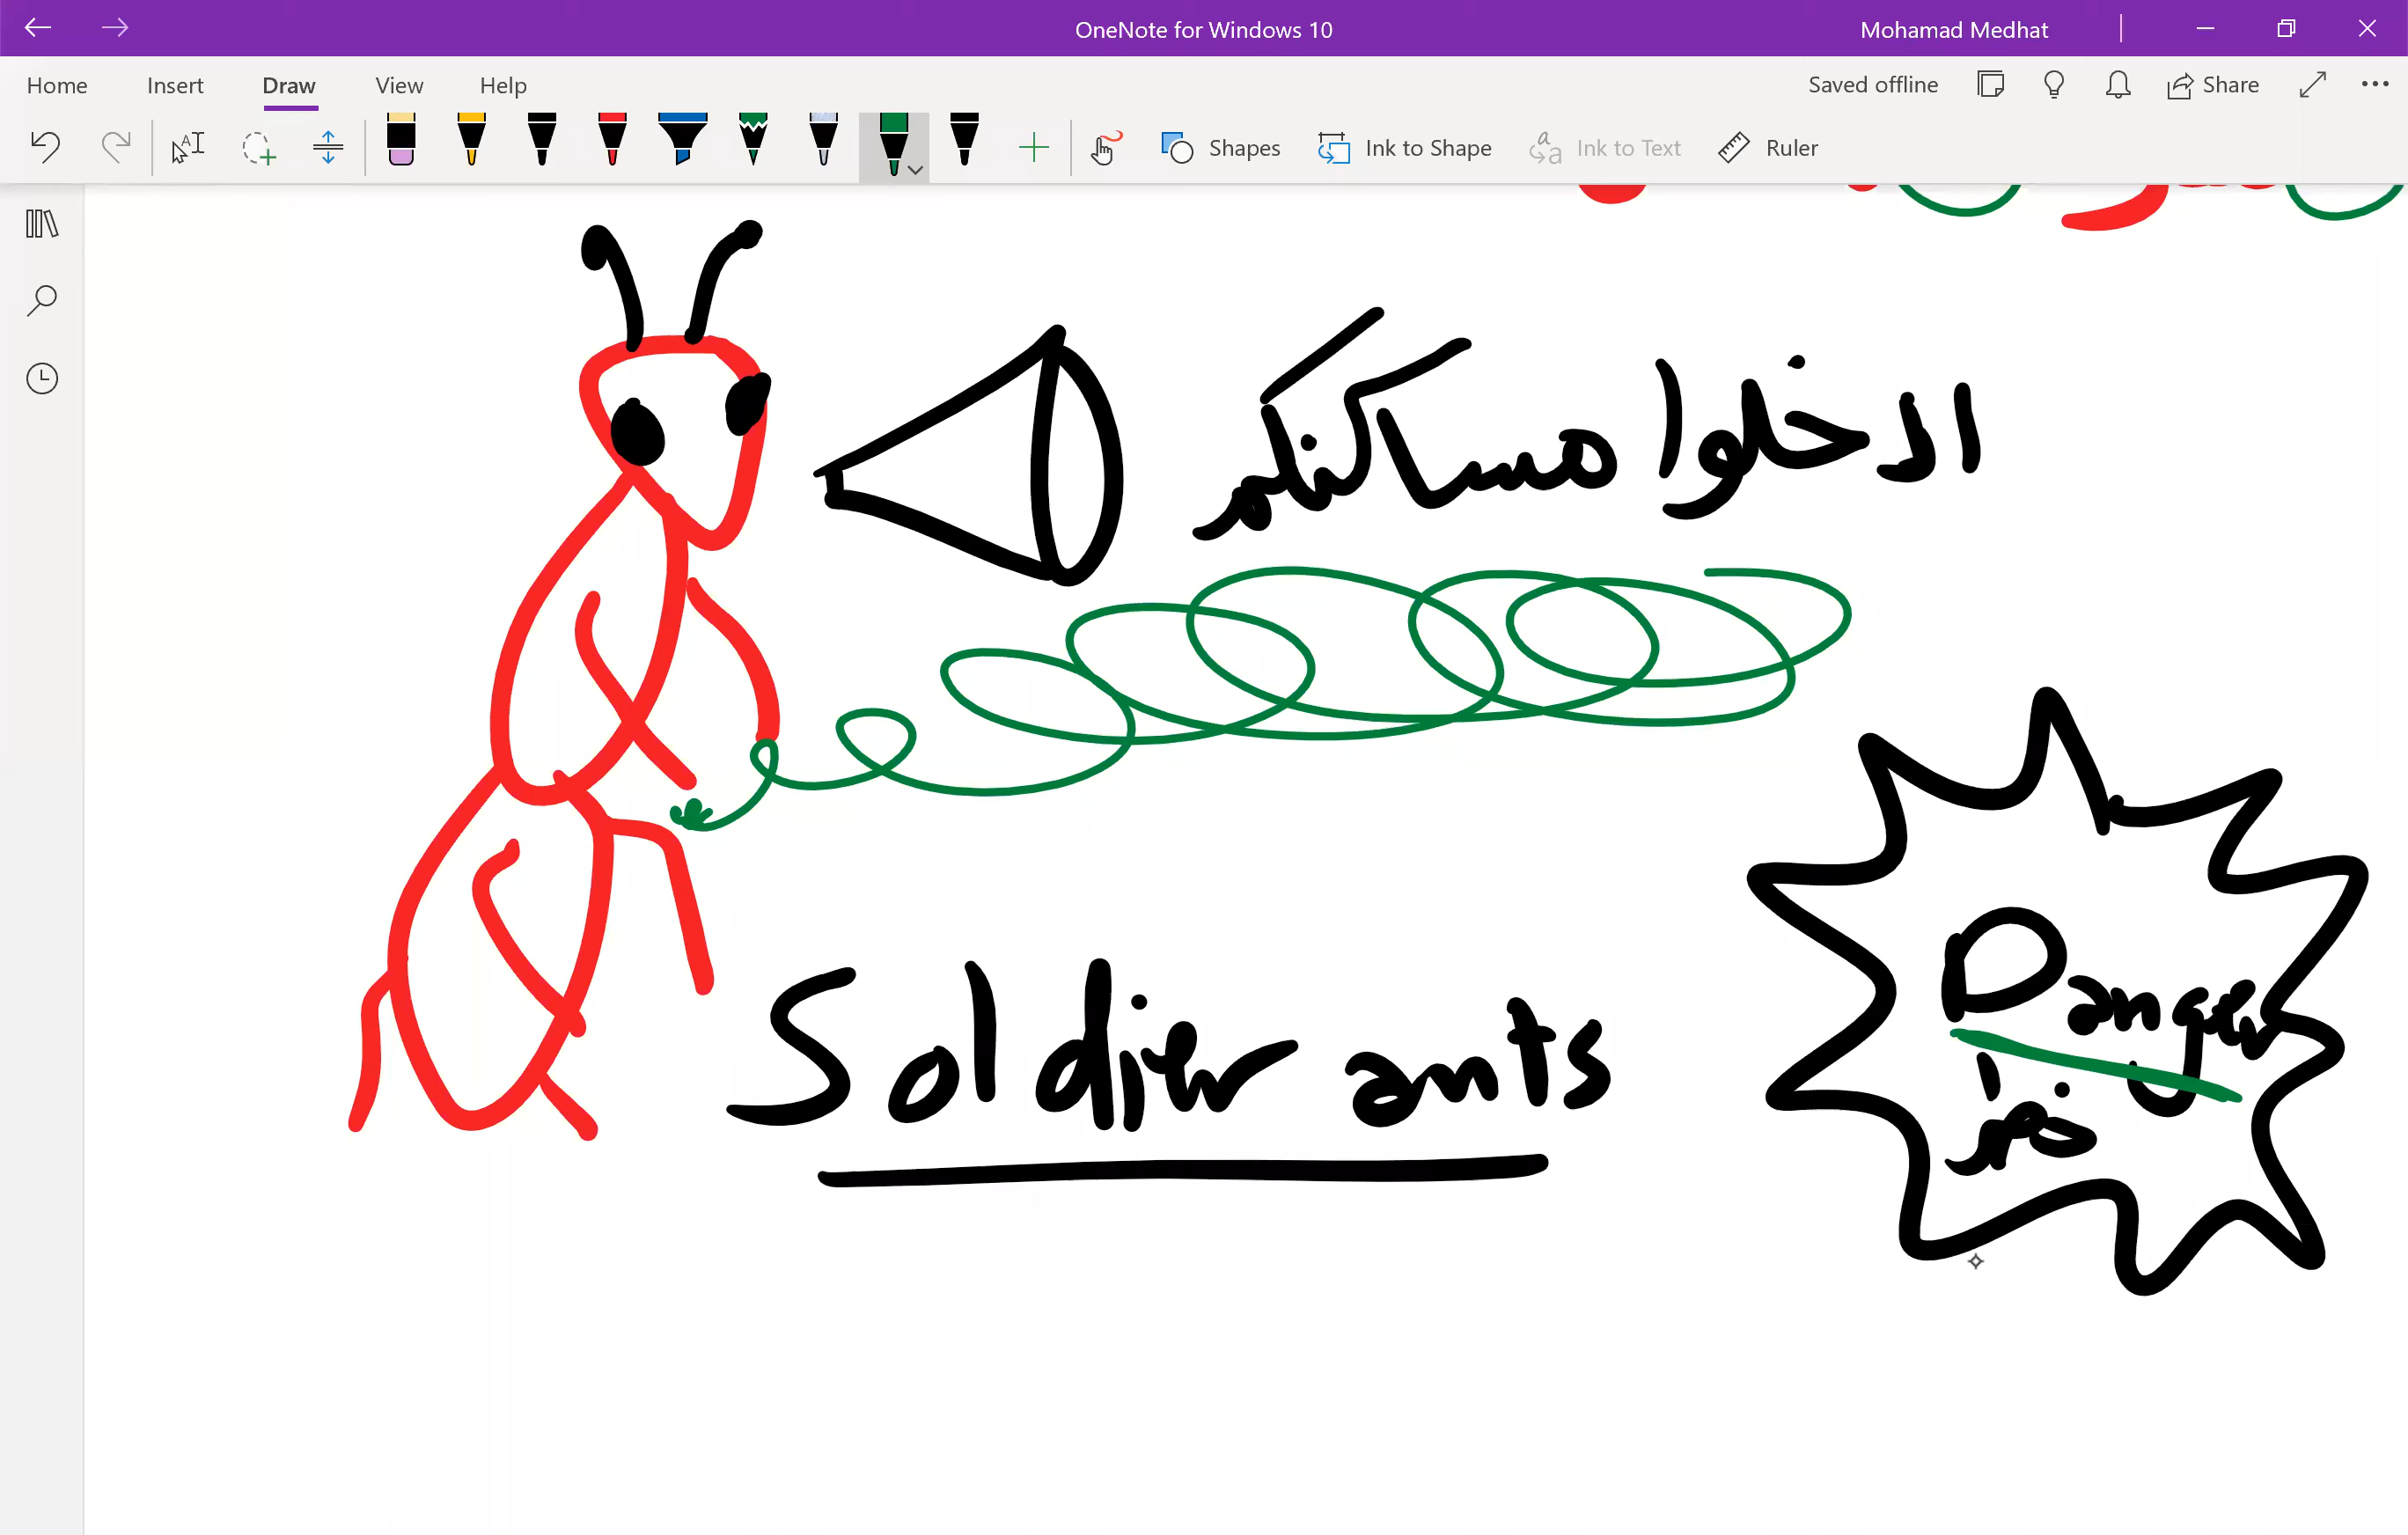 OneNote for Windows 10
Mohamad Medhat
Home Insert Draw View Help
Saved offline Share
Shapes Ink to Shape Ink to Text Ruler
ادخلوا مساكنكم
Soldier ants
Danger
خطر